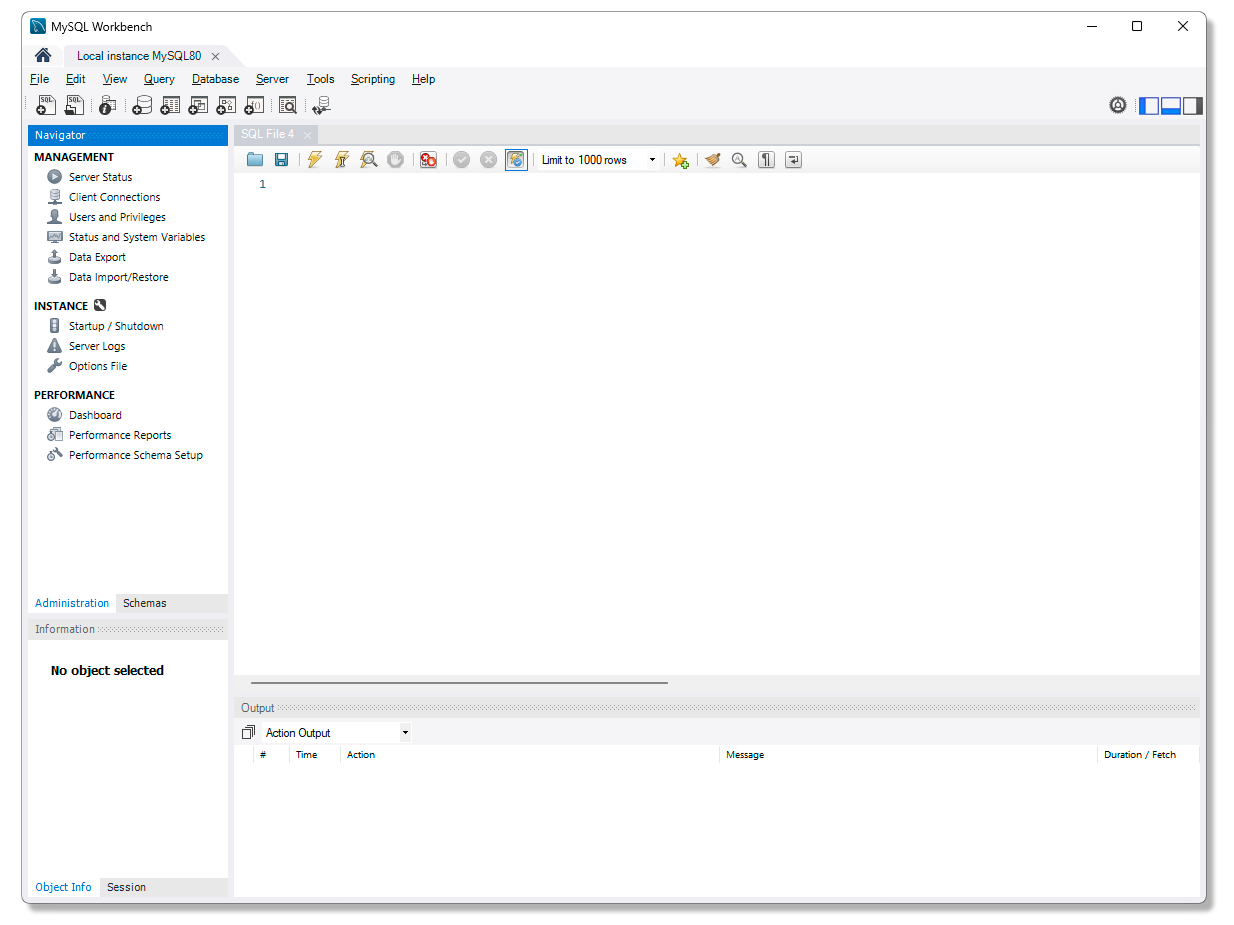 MySQL Workbench
Local instance MySQL80
File Edit View Query Database Server Tools Scripting Help
Navigator
MANAGEMENT
Server Status
Client Connections
Users and Privileges
Status and System Variables
Data Export
Data Import/Restore
INSTANCE
Startup / Shutdown
Server Logs
Options File
PERFORMANCE
Dashboard
Performance Reports
Performance Schema Setup
Administration Schemas
Information
No object selected
Object Info Session
SQL File 4
Limit to 1000 rows
1
Output
Action Output
# Time Action Message Duration / Fetch